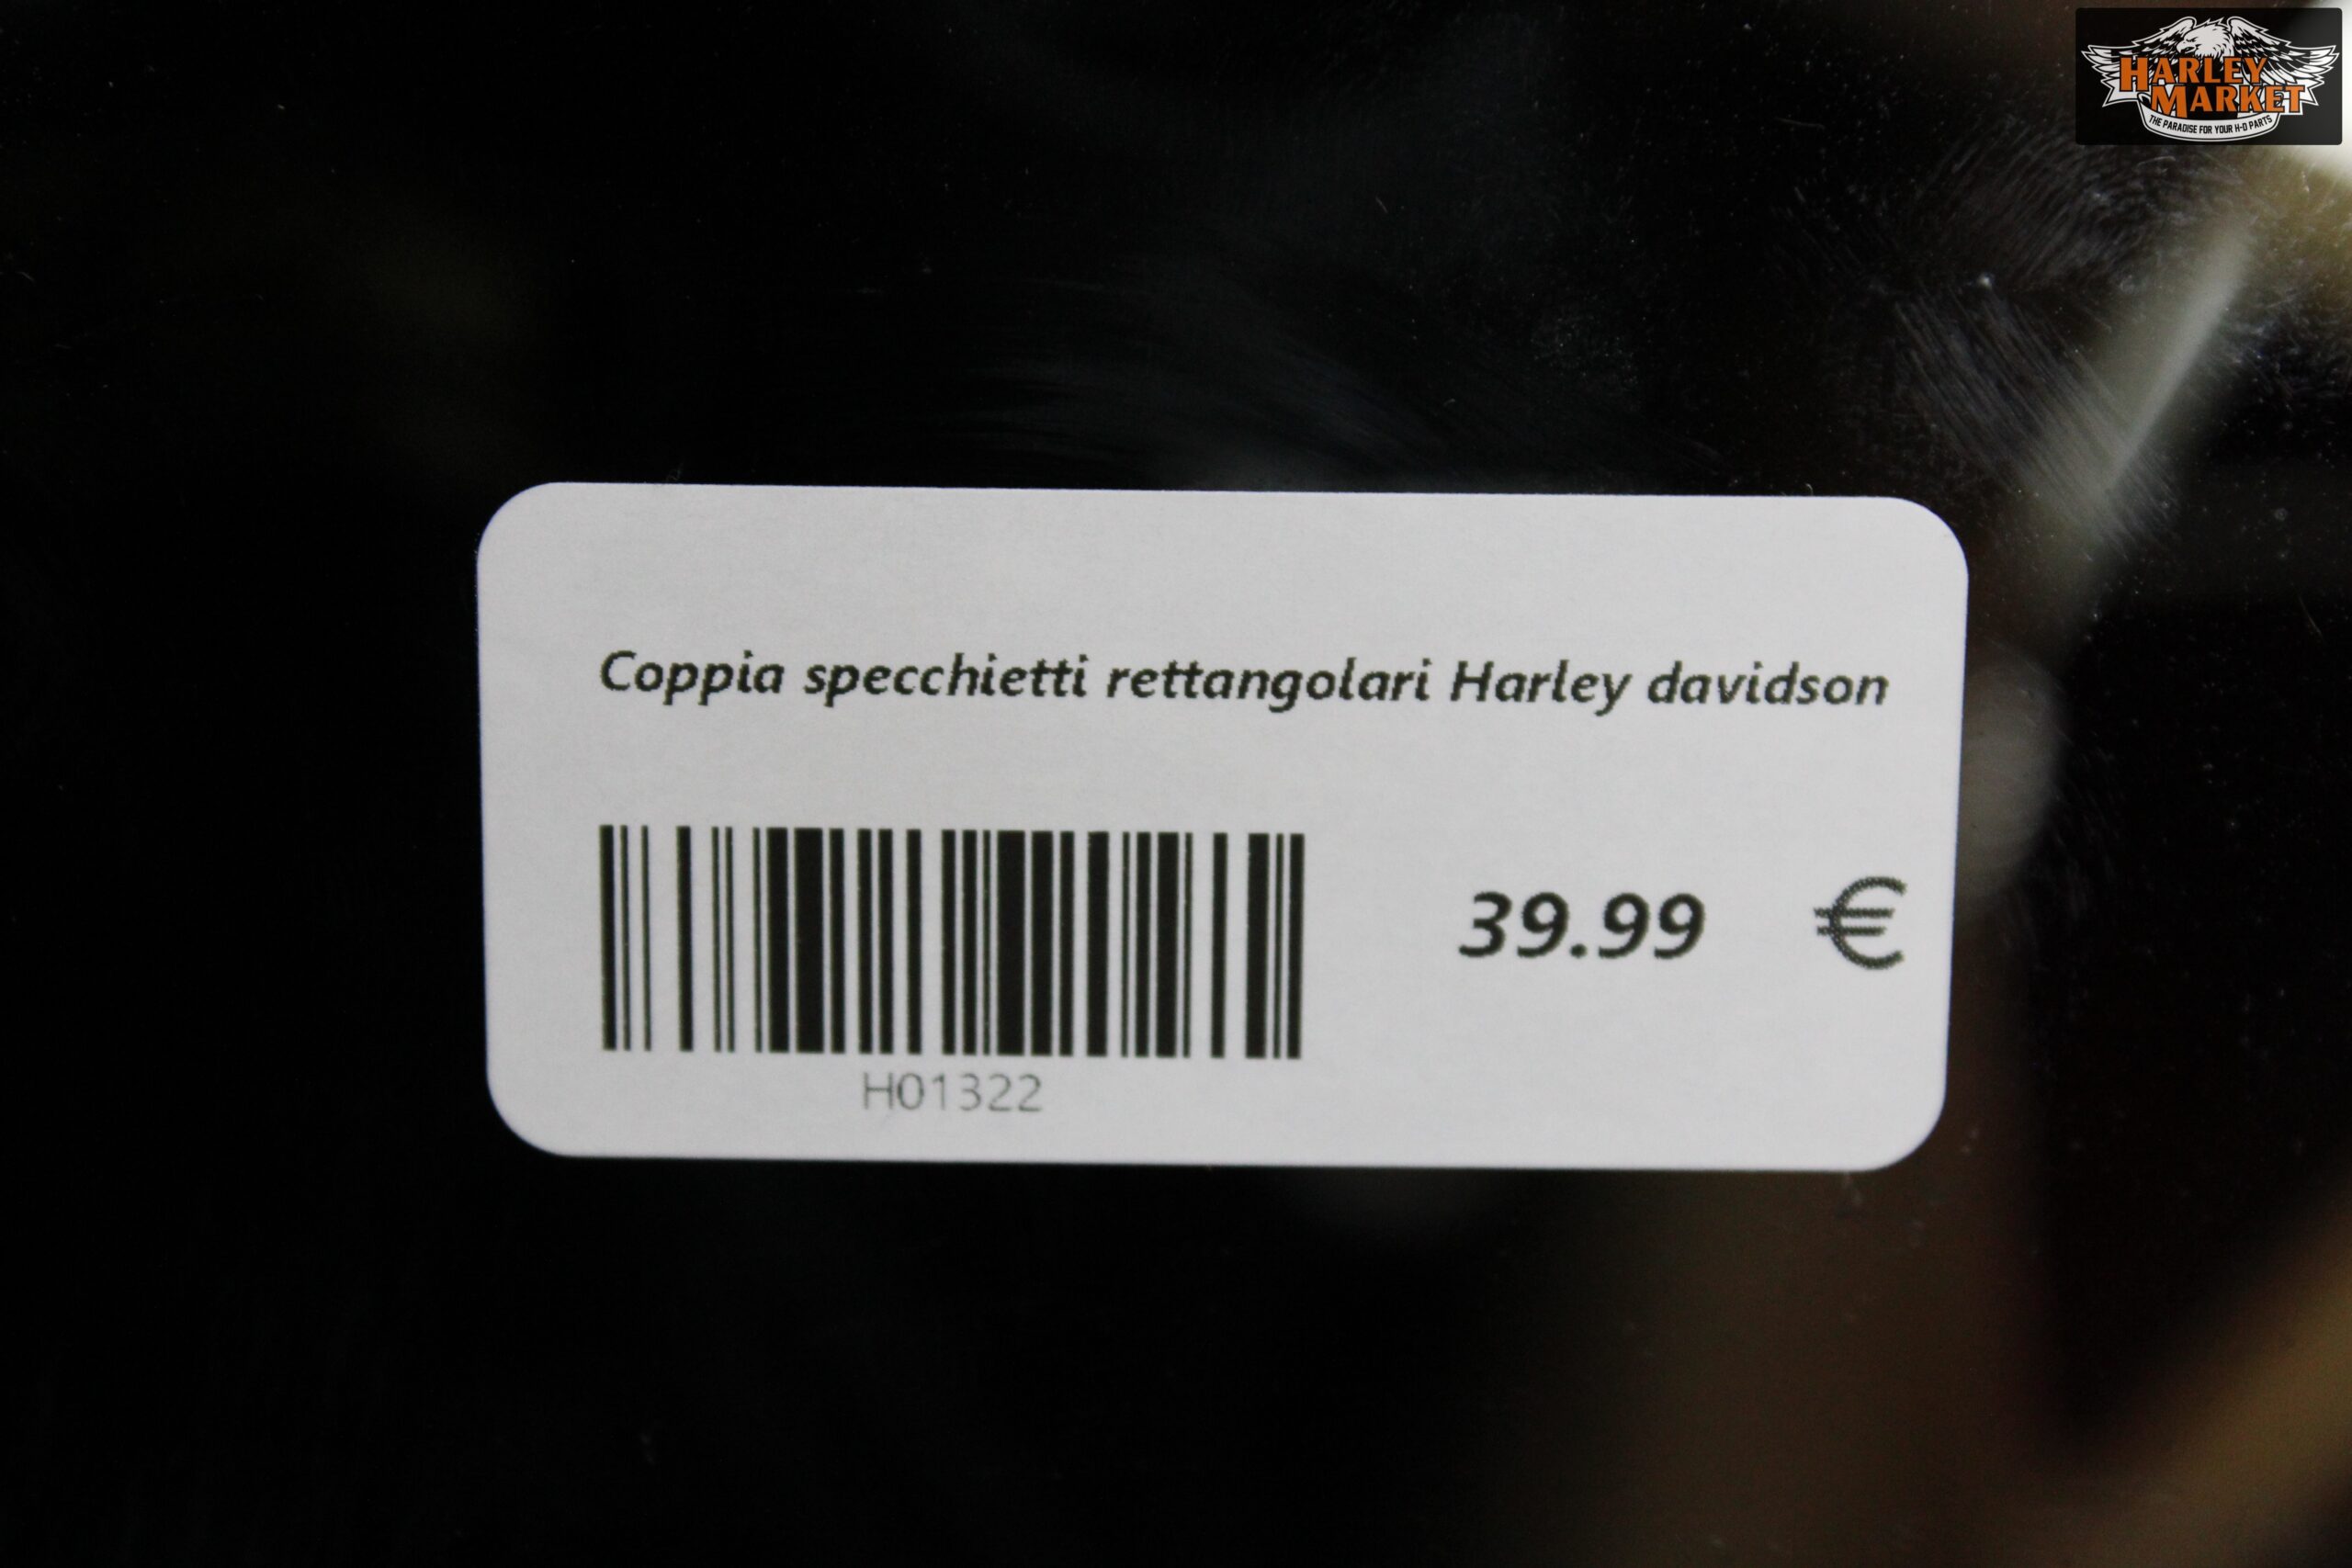 HARLEY
MARKET
THE PARADISE FOR YOUR H-D PARTS
Coppia specchietti rettangolari Harley davidson
39.99 €
H01322